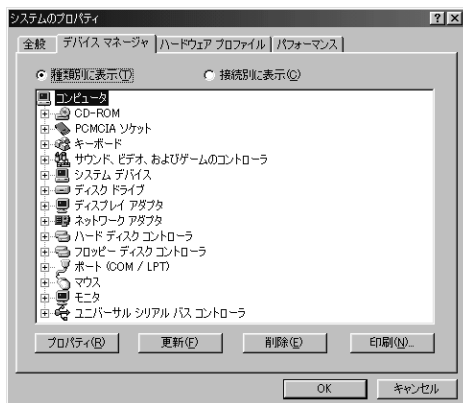 システムのプロパティ
全般 デバイス マネージャ ハードウェア プロファイル パフォーマンス
種類別に表示(T) 接続別に表示(C)
コンピュータ
CD-ROM
PCMCIA ソケット
キーボード
サウンド、ビデオ、およびゲームのコントローラ
システム デバイス
ディスク ドライブ
ディスプレイ アダプタ
ネットワーク アダプタ
ハード ディスク コントローラ
フロッピー ディスク コントローラ
ポート (COM / LPT)
マウス
モニタ
ユニバーサル シリアル バス コントローラ
プロパティ(R) 更新(F) 削除(E) 印刷(N)...
OK キャンセル